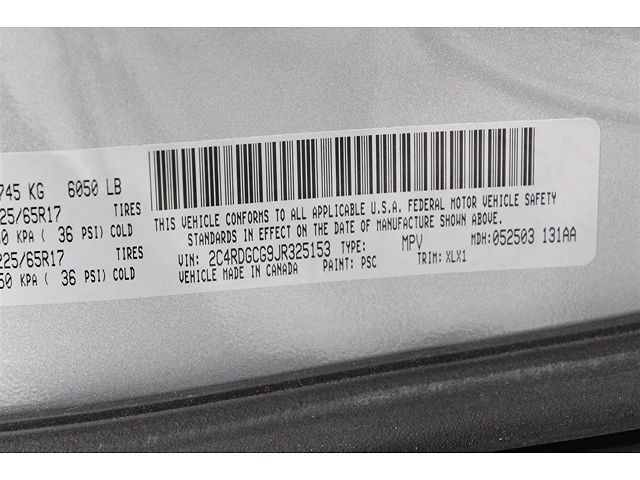 745 KG 6050 LB
25/65R17 TIRES
0 KPA ( 36 PSI) COLD
225/65R17 TIRES
50 KPA ( 36 PSI) COLD
THIS VEHICLE CONFORMS TO ALL APPLICABLE U.S.A. FEDERAL MOTOR VEHICLE SAFETY
STANDARDS IN EFFECT ON THE DATE OF MANUFACTURE SHOWN ABOVE.
VIN: 2C4RDGCG9JR325153 TYPE: MPV MDH: 052503 131AA
VEHICLE MADE IN CANADA PAINT: PSC TRIM: XLX1